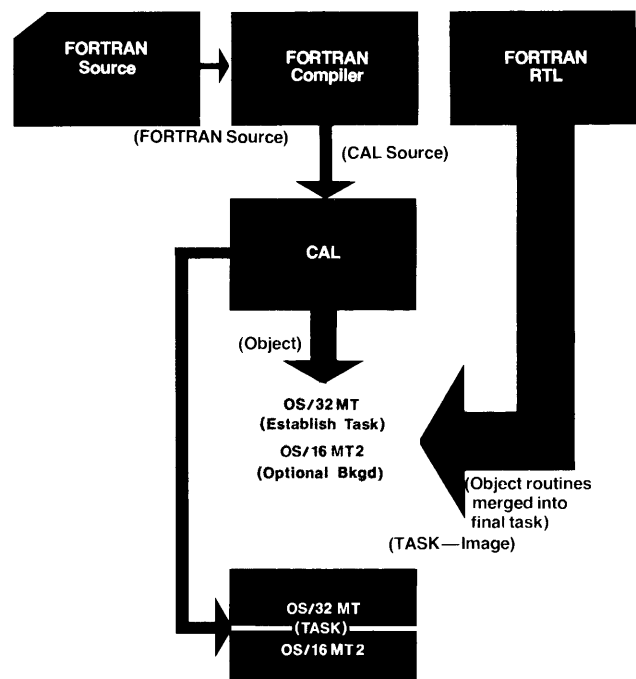 FORTRAN
Source
FORTRAN
Compiler
FORTRAN
RTL
(FORTRAN Source)
(CAL Source)
CAL
(Object)
OS/32 MT
(Establish Task)
OS/16 MT2
(Optional Bkgd)
(Object routines
merged into
final task)
(TASK—Image)
OS/32 MT
(TASK)
OS/16 MT2